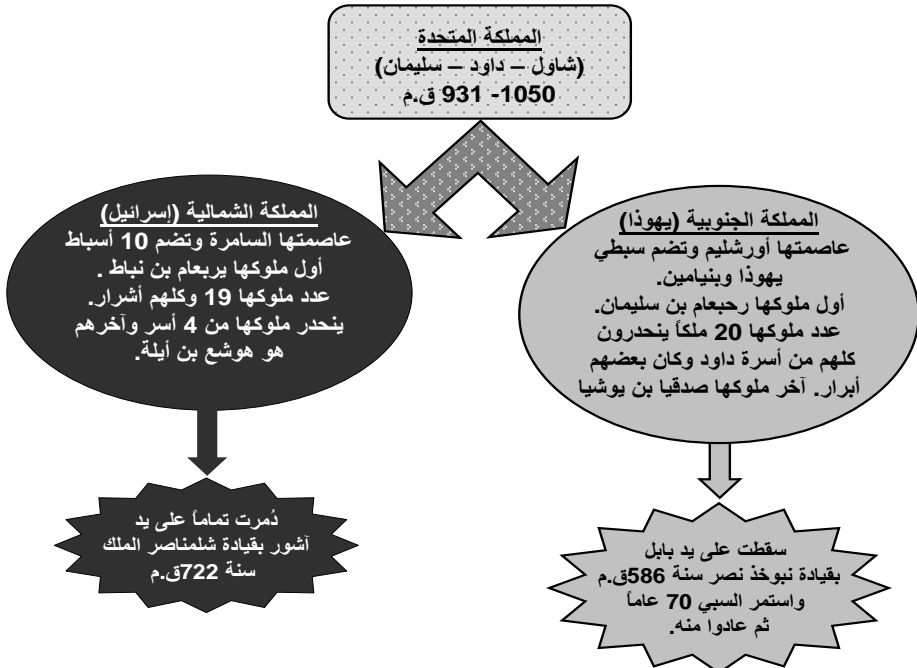 المملكة المتحدة
(شاول – داود – سليمان)
1050- 931 ق.م
المملكة الجنوبية (يهوذا)
عاصمتها أورشليم وتضم سبطي
يهوذا وبنيامين.
أول ملوكها رحبعام بن سليمان.
عدد ملوكها 20 ملكاً ينحدرون
كلهم من أسرة داود وكان بعضهم
أبرار. آخر ملوكها صدقيا بن يوشيا
المملكة الشمالية (إسرائيل)
عاصمتها السامرة وتضم 10 أسباط
أول ملوكها يربعام بن نباط .
عدد ملوكها 19 وكلهم أشرار.
ينحدر ملوكها من 4 أسر وآخرهم
هو هوشع بن أيلة.
سقطت على يد بابل
بقيادة نبوخذ نصر سنة 586ق.م
واستمر السبي 70 عاماً
ثم عادوا منه.
دُمرت تماماً على يد
آشور بقيادة شلمناصر الملك
سنة 722ق.م